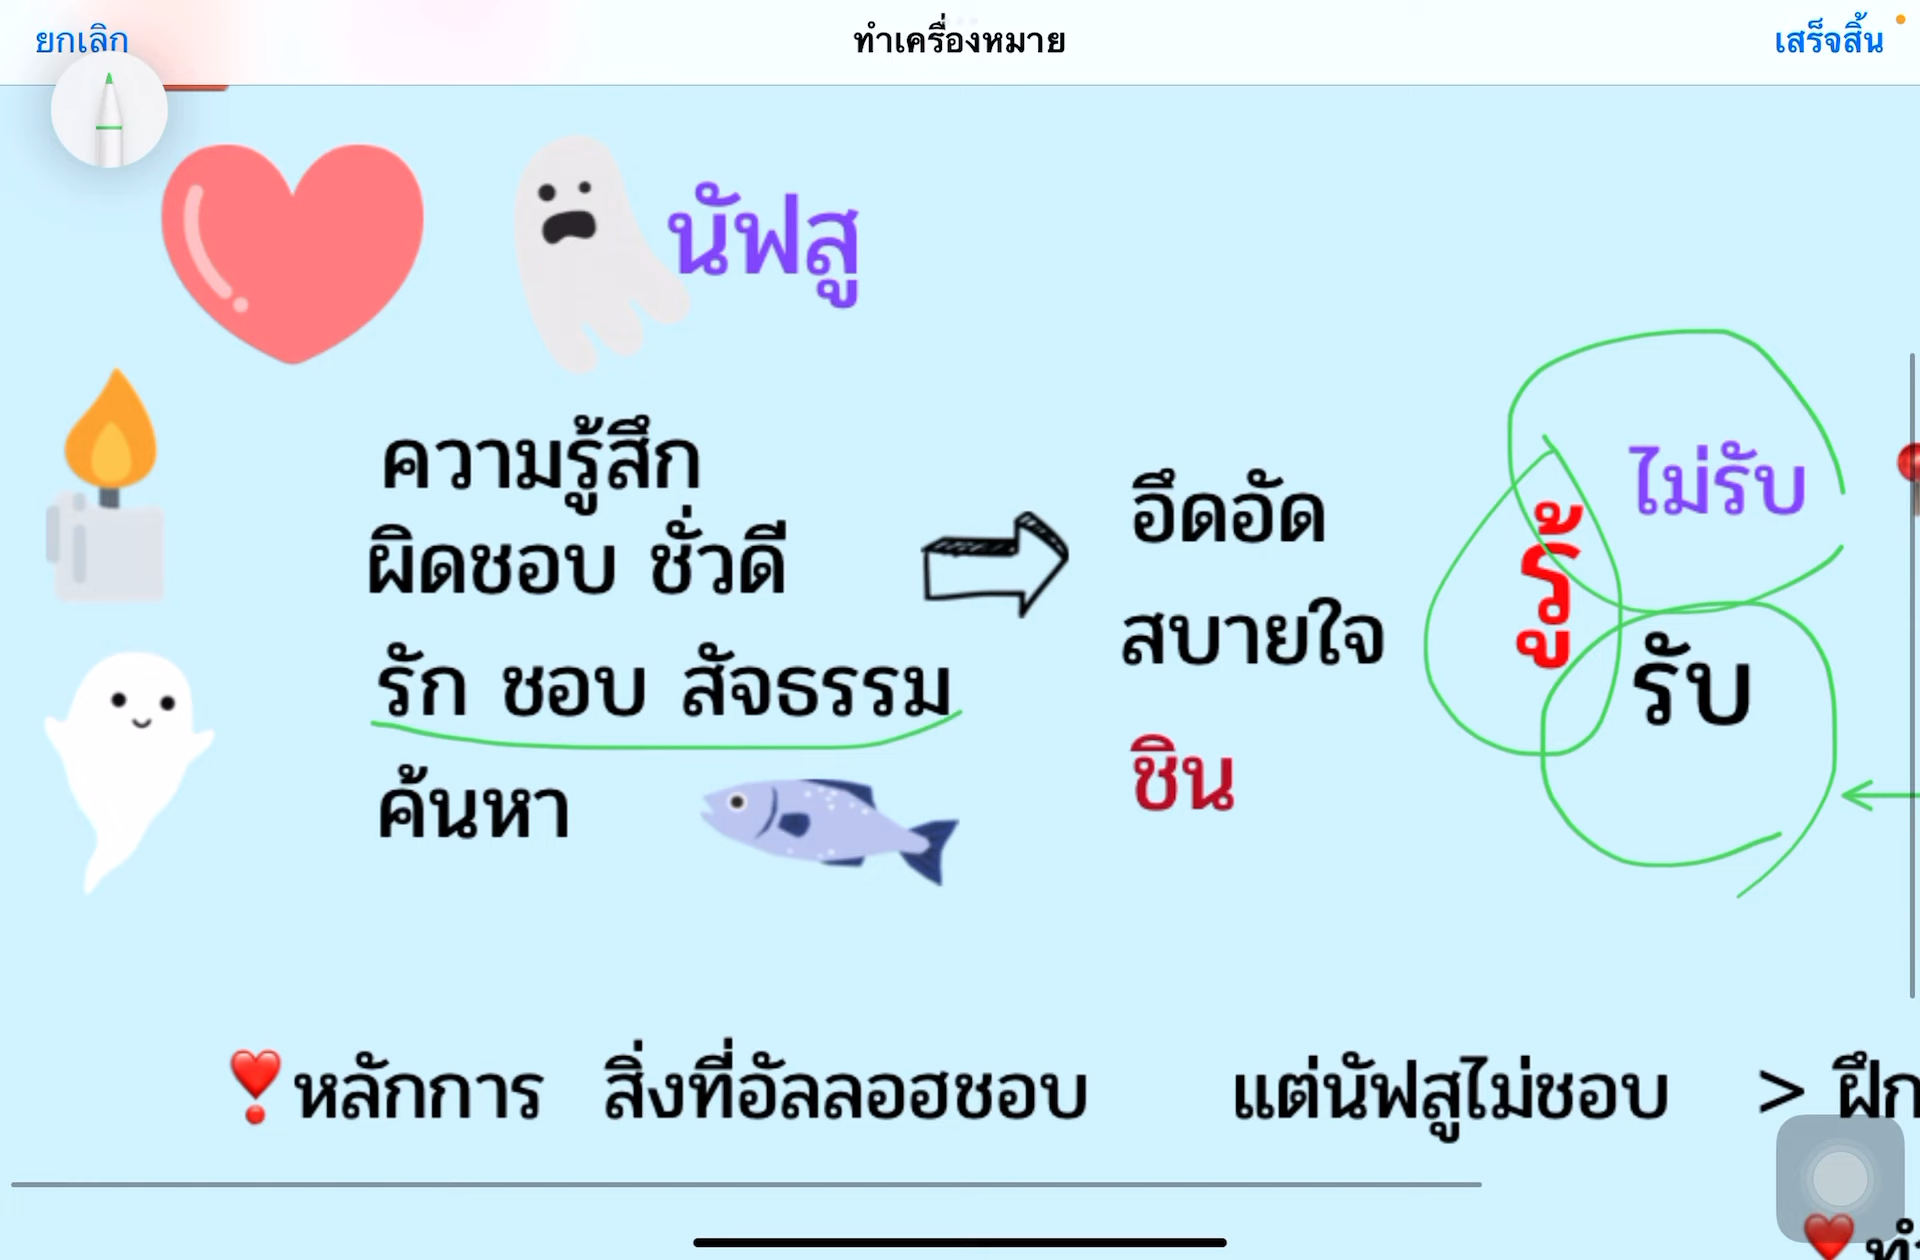 ยกเลิก
ทำเครื่องหมาย
เสร็จสิ้น
นัฟสู
ความรู้สึก
ผิดชอบ ชั่วดี
รัก ชอบ สัจธรรม
ค้นหา
อึดอัด
สบายใจ
ชิน
รู้
ไม่รับ
รับ
หลักการ สิ่งที่อัลลอฮชอบ แต่นัฟสูไม่ชอบ > ฝึก